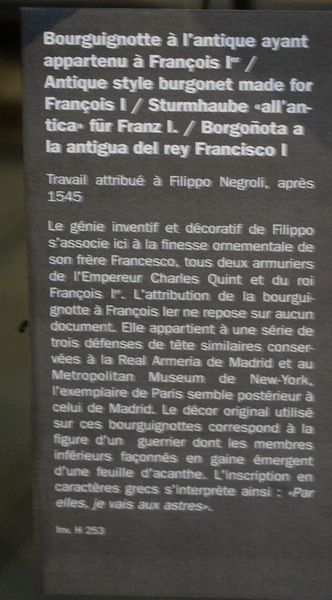 Bourguignotte à l'antique ayant
appartenu à François Ier /
Antique style burgonet made for
François I / Sturmhaube «all'an-
tica» für Franz I. / Borgoñota a
la antigua del rey Francisco I
Travail attribué à Filippo Negroli, après
1545
Le génie inventif et décoratif de Filippo
s'associe ici à la finesse ornementale de
son frère Francesco, tous deux armuriers
de l'Empereur Charles Quint et du roi
François Ier. L'attribution de la bourgui-
gnotte à François Ier ne repose sur aucun
document. Elle appartient à une série de
trois défenses de tête similaires conser-
vées à la Real Armeria de Madrid et au
Metropolitan Museum de New-York,
l'exemplaire de Paris semble postérieur à
celui de Madrid. Le décor original utilisé
sur ces bourguignottes correspond à la
figure d'un guerrier dont les membres
inférieurs façonnés en gaine émergent
d'une feuille d'acanthe. L'inscription en
caractères grecs s'interprète ainsi : «Par
elles, je vais aux astres».
Inv. H 253